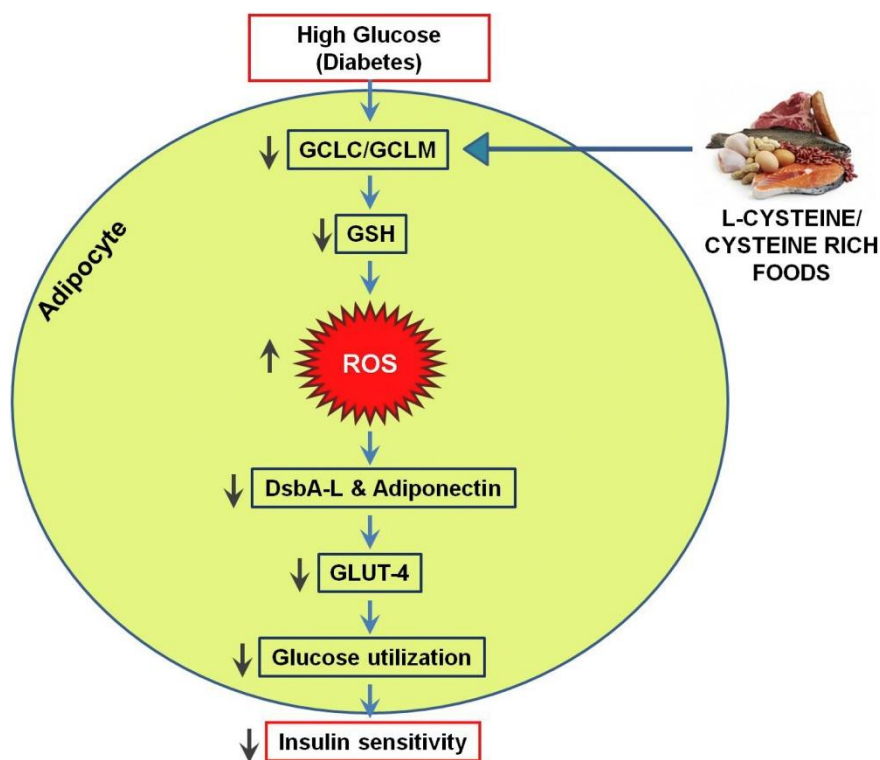 High Glucose
(Diabetes)
GCLC/GCLM
L-CYSTEINE/
CYSTEINE RICH
FOODS
GSH
Adipocyte
ROS
DsbA-L & Adiponectin
GLUT-4
Glucose utilization
Insulin sensitivity